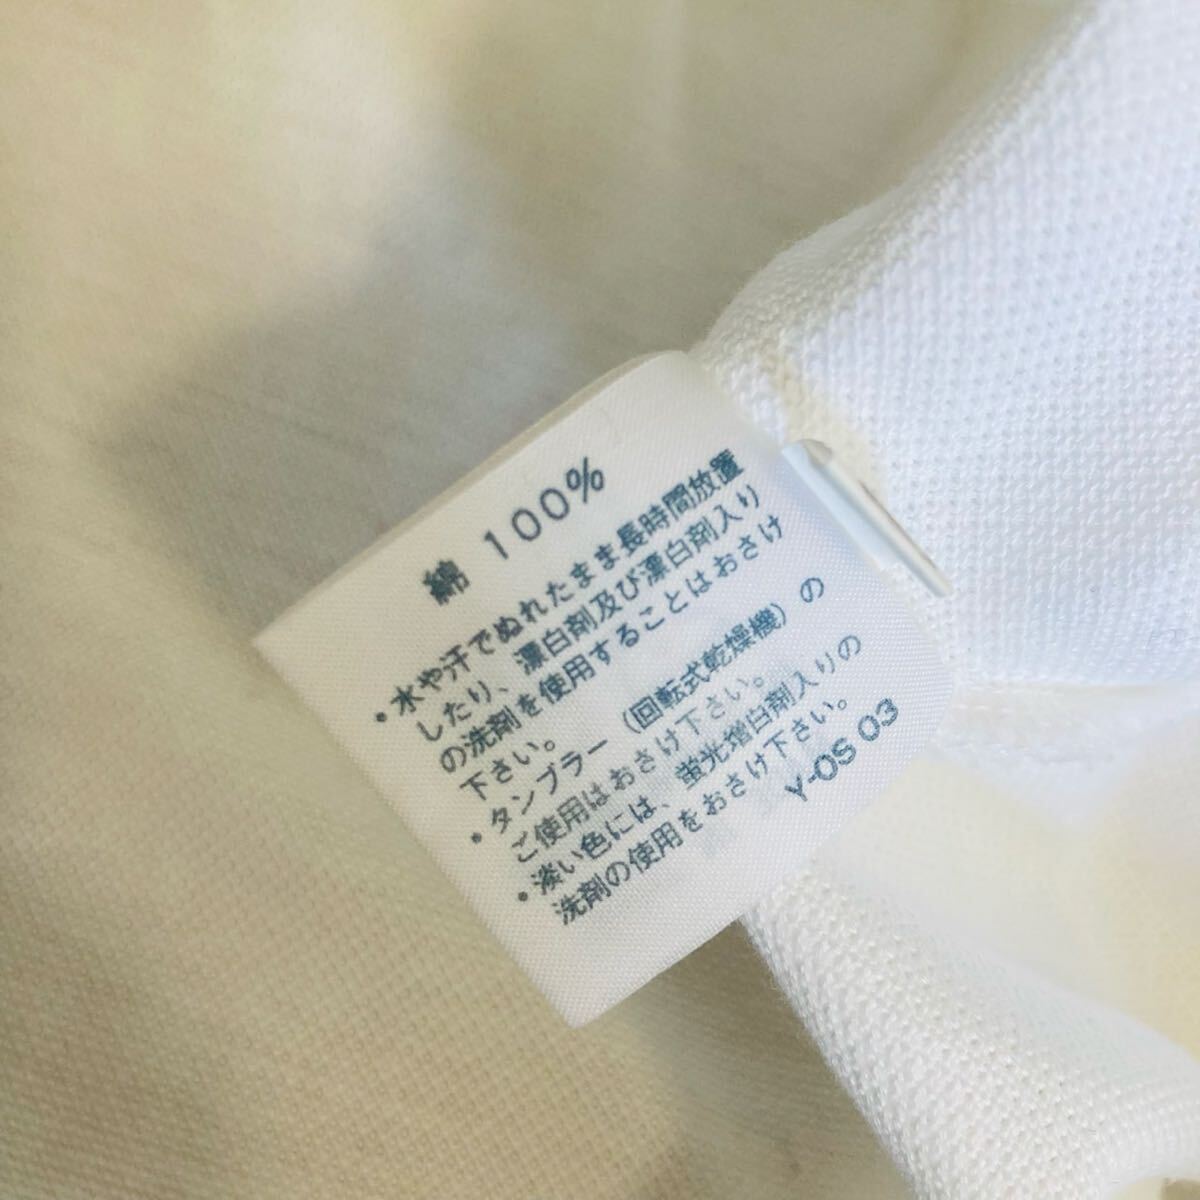 綿 100%
・水や汗でぬれたまま長時間放置
したり、漂白剤及び漂白剤入り
の洗剤を使用することはおさけ
下さい。
・タンブラー（回転式乾燥機）の
ご使用はおさけ下さい。
・淡い色には、蛍光増白剤入りの
洗剤の使用をおさけ下さい。
Y-OS 03